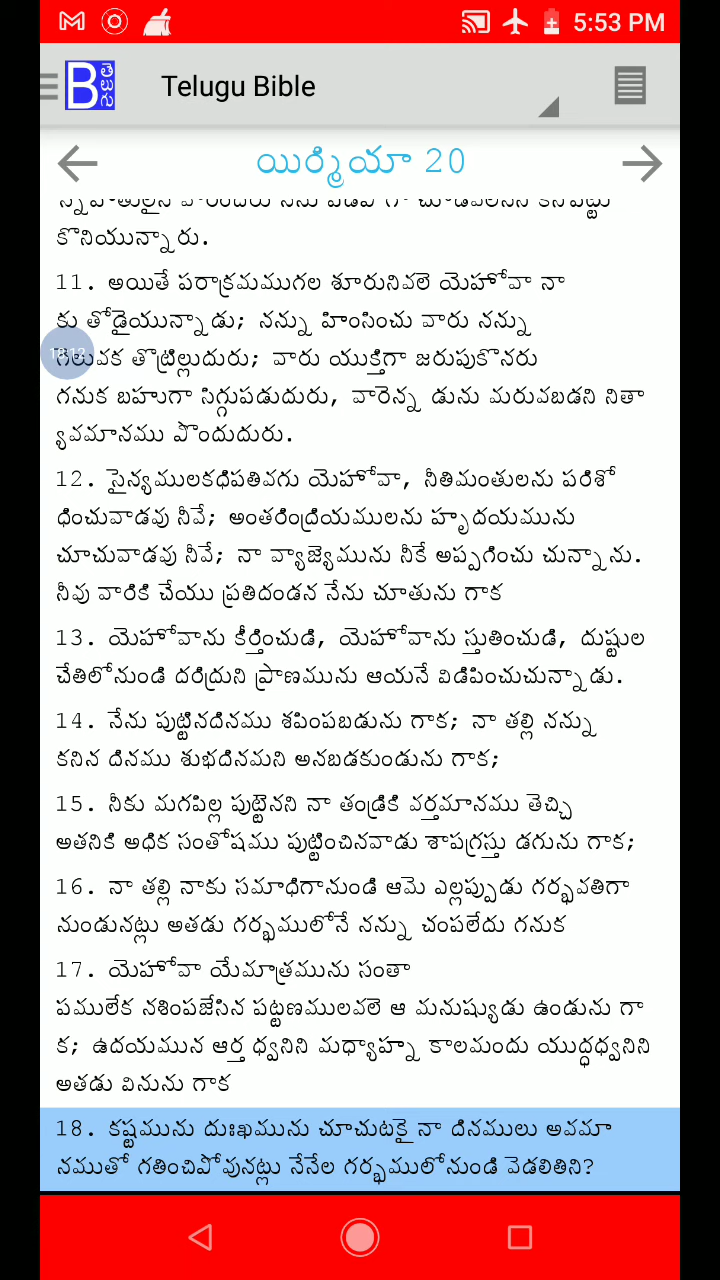 5:53 PM
Telugu Bible
యిర్మియా 20
కొనియున్నారు.
11. అయితే పరాక్రమముగల శూరునివలె యెహోవా నా
కు తోడైయున్నాడు; నన్ను హింసించు వారు నన్ను
గెలువక తొట్రిల్లుదురు; వారు యుక్తిగా జరుపుకొనరు
గనుక బహుగా సిగ్గుపడుదురు, వారెన్న డును మరువబడని నితా
్యవమానము పొందుదురు.
12. సైన్యములకధిపతివగు యెహోవా, నీతిమంతులను పరిశో
ధించువాడవు నీవే; అంతరింద్రియములను హృదయమును
చూచువాడవు నీవే; నా వ్యాజ్యెమును నీకే అప్పగించు చున్నాను.
నీవు వారికి చేయు ప్రతిదండన నేను చూతును గాక
13. యెహోవాను కీర్తించుడి, యెహోవాను స్తుతించుడి, దుష్టుల
చేతిలోనుండి దరిద్రుని ప్రాణమును ఆయనే విడిపించుచున్నాడు.
14. నేను పుట్టినదినము శపింపబడును గాక; నా తల్లి నన్ను
కనిన దినము శుభదినమని అనబడకుండును గాక;
15. నీకు మగపిల్ల పుట్టెనని నా తండ్రికి వర్తమానము తెచ్చి
అతనికి అధిక సంతోషము పుట్టించినవాడు శాపగ్రస్తు డగును గాక;
16. నా తల్లి నాకు సమాధిగానుండి ఆమె ఎల్లప్పుడు గర్భవతిగా
నుండునట్లు అతడు గర్భములోనే నన్ను చంపలేదు గనుక
17. యెహోవా యేమాత్రమును సంతా
పములేక నశింపజేసిన పట్టణములవలె ఆ మనుష్యుడు ఉండును గా
క; ఉదయమున ఆర్త ధ్వనిని మధ్యాహ్న కాలమందు యుద్ధధ్వనిని
అతడు వినును గాక
18. కష్టమును దుఃఖమును చూచుటకై నా దినములు అవమా
నముతో గతించిపోవునట్లు నేనేల గర్భములోనుండి వెడలితిని?